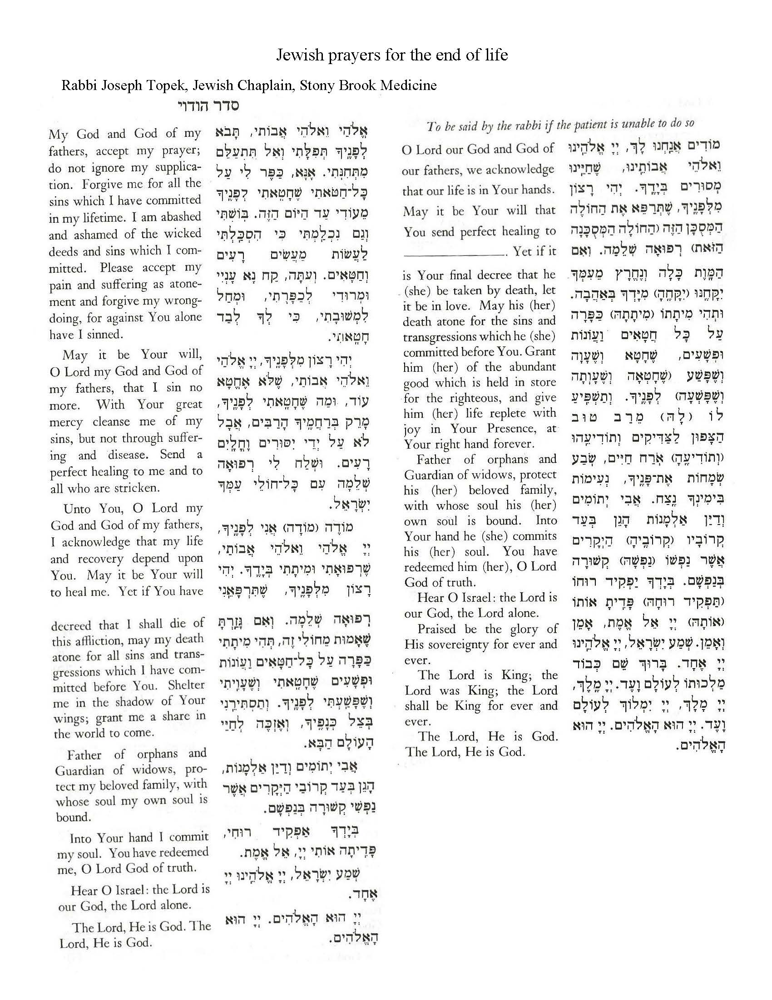 Jewish prayers for the end of life
Rabbi Joseph Topek, Jewish Chaplain, Stony Brook Medicine
סדר הודוי
My God and God of my
fathers, accept my prayer;
do not ignore my supplica-
tion. Forgive me for all the
sins which I have committed
in my lifetime. I am abashed
and ashamed of the wicked
deeds and sins which I com-
mitted. Please accept my
pain and suffering as atone-
ment and forgive my wrong-
doing, for against You alone
have I sinned.
May it be Your will,
O Lord my God and God of
my fathers, that I sin no
more. With Your great
mercy cleanse me of my
sins, but not through suffer-
ing and disease. Send a
perfect healing to me and to
all who are stricken.
Unto You, O Lord my
God and God of my fathers,
I acknowledge that my life
and recovery depend upon
You. May it be Your will
to heal me. Yet if You have
decreed that I shall die of
this affliction, may my death
atone for all sins and trans-
gressions which I have com-
mitted before You. Shelter
me in the shadow of Your
wings; grant me a share in
the world to come.
Father of orphans and
Guardian of widows, pro-
tect my beloved family, with
whose soul my own soul is
bound.
Into Your hand I commit
my soul. You have redeemed
me, O Lord God of truth.
Hear O Israel: the Lord is
our God, the Lord alone.
The Lord, He is God. The
Lord, He is God.
אֱלֹהַי וֵאלֹהֵי אֲבוֹתַי, תָּבֹא
לְפָנֶיךָ תְּפִלָּתִי וְאַל תִּתְעַלַּם
מִתְּחִנָּתִי. אָנָּא, כַּפֶּר לִי עַל
כָּל־חַטֹּאתַי שֶׁחָטָאתִי לְפָנֶיךָ
מֵעוֹדִי עַד הַיּוֹם הַזֶּה. בּוֹשְׁתִּי
וְגַם נִכְלַמְתִּי כִּי הִסְכַּלְתִּי
לַעֲשׂוֹת מַעֲשִׂים רָעִים
וְחַטָּאִים. וְעַתָּה, קַח נָא עָנְיִי
וּמְרוּדִי לְכַפָּרָתִי, וּמְחַל
לִמְשׁוּבָתִי, כִּי לְךָ לְבַד
חָטָאתִי.
יְהִי רָצוֹן מִלְּפָנֶיךָ, יְיָ אֱלֹהַי
וֵאלֹהֵי אֲבוֹתַי, שֶׁלֹּא אֶחֱטָא
עוֹד, וּמַה שֶּׁחָטָאתִי לְפָנֶיךָ,
מָרֵק בְּרַחֲמֶיךָ הָרַבִּים, אֲבָל
לֹא עַל יְדֵי יִסּוּרִים וָחֳלָיִם
רָעִים. וּשְׁלַח לִי רְפוּאָה
שְׁלֵמָה עִם כָּל־חוֹלֵי עַמְּךָ
יִשְׂרָאֵל.
מוֹדֶה (מוֹדָה) אֲנִי לְפָנֶיךָ,
יְיָ אֱלֹהַי וֵאלֹהֵי אֲבוֹתַי,
שֶׁרְפוּאָתִי וּמִיתָתִי בְּיָדֶךָ. יְהִי
רָצוֹן מִלְּפָנֶיךָ, שֶׁתִּרְפָּאֵנִי
רְפוּאָה שְׁלֵמָה. וְאִם גָּזַרְתָּ
שֶׁאָמוּת מֵחוֹלִי זֶה, תְּהִי מִיתָתִי
כַּפָּרָה עַל כָּל־חַטָּאִים וַעֲוֹנוֹת
וּפְשָׁעִים שֶׁחָטָאתִי וְשֶׁעָוִיתִי
וְשֶׁפָּשַׁעְתִּי לְפָנֶיךָ. וְתַסְתִּירֵנִי
בְּצֵל כְּנָפֶיךָ, וְאֶזְכֶּה לְחַיֵּי
הָעוֹלָם הַבָּא.
אֲבִי יְתוֹמִים וְדַיַּן אַלְמָנוֹת,
הָגֵן בְּעַד קְרוֹבַי הַיְקָרִים אֲשֶׁר
נַפְשִׁי קְשׁוּרָה בְּנַפְשָׁם.
בְּיָדְךָ אַפְקִיד רוּחִי,
פָּדִיתָה אוֹתִי יְיָ, אֵל אֱמֶת.
שְׁמַע יִשְׂרָאֵל, יְיָ אֱלֹהֵינוּ יְיָ
אֶחָד.
יְיָ הוּא הָאֱלֹהִים. יְיָ הוּא
הָאֱלֹהִים.
To be said by the rabbi if the patient is unable to do so
O Lord our God and God of
our fathers, we acknowledge
that our life is in Your hands.
May it be Your will that
You send perfect healing to
____________. Yet if it
is Your final decree that he
(she) be taken by death, let
it be in love. May his (her)
death atone for the sins and
transgressions which he (she)
committed before You. Grant
him (her) of the abundant
good which is held in store
for the righteous, and give
him (her) life replete with
joy in Your Presence, at
Your right hand forever.
Father of orphans and
Guardian of widows, protect
his (her) beloved family,
with whose soul his (her)
own soul is bound. Into
Your hand he (she) commits
his (her) soul. You have
redeemed him (her), O Lord
God of truth.
Hear O Israel: the Lord is
our God, the Lord alone.
Praised be the glory of
His sovereignty for ever and
ever.
The Lord is King; the
Lord was King; the Lord
shall be King for ever and
ever.
The Lord, He is God.
The Lord, He is God.
מוֹדִים אֲנַחְנוּ לָךְ, יְיָ אֱלֹהֵינוּ
וֵאלֹהֵי אֲבוֹתֵינוּ, שֶׁחַיֵּינוּ
מְסוּרִים בְּיָדֶךָ. יְהִי רָצוֹן
מִלְּפָנֶיךָ, שֶׁתְּרַפֵּא אֶת הַחוֹלֶה
הַמְסֻכָּן הַזֶּה (הַחוֹלָה הַמְסֻכָּנָה
הַזֹּאת) רְפוּאָה שְׁלֵמָה. וְאִם
הַמָּוֶת כָּלָה וְנֶחֱרָץ מֵעִמְּךָ
יִקָּחֶנּוּ (יִקָּחֶהָ) מִיָּדְךָ בְּאַהֲבָה.
וּתְהִי מִיתָתוֹ (מִיתָתָהּ) כַּפָּרָה
עַל כָּל חֲטָאִים וַעֲוֹנוֹת
וּפְשָׁעִים, שֶׁחָטָא וְשֶׁעָוָה
וְשֶׁפָּשַׁע (שֶׁחָטְאָה וְשֶׁעָוְתָה
וְשֶׁפָּשְׁעָה) לְפָנֶיךָ. וְתַשְׁפִּיעַ
לוֹ (לָהּ) מֵרַב טוּב
הַצָּפוּן לַצַּדִּיקִים וְתוֹדִיעֵהוּ
(וְתוֹדִיעֶהָ) אֹרַח חַיִּים, שֹׂבַע
שְׂמָחוֹת אֶת־פָּנֶיךָ, נְעִימוֹת
בִּימִינְךָ נֶצַח. אֲבִי יְתוֹמִים
וְדַיַּן אַלְמָנוֹת הָגֵן בְּעַד
קְרוֹבָיו (קְרוֹבֶיהָ) הַיְקָרִים
אֲשֶׁר נַפְשׁוֹ (נַפְשָׁהּ) קְשׁוּרָה
בְּנַפְשָׁם. בְּיָדְךָ יַפְקִיד רוּחוֹ
(תַּפְקִיד רוּחָהּ) פָּדִיתָ אוֹתוֹ
(אוֹתָהּ) יְיָ אֵל אֱמֶת, אָמֵן
וְאָמֵן. שְׁמַע יִשְׂרָאֵל, יְיָ אֱלֹהֵינוּ
יְיָ אֶחָד. בָּרוּךְ שֵׁם כְּבוֹד
מַלְכוּתוֹ לְעוֹלָם וָעֶד. יְיָ מֶלֶךְ,
יְיָ מָלָךְ, יְיָ יִמְלוֹךְ לְעוֹלָם
וָעֶד. יְיָ הוּא הָאֱלֹהִים. יְיָ הוּא
הָאֱלֹהִים.